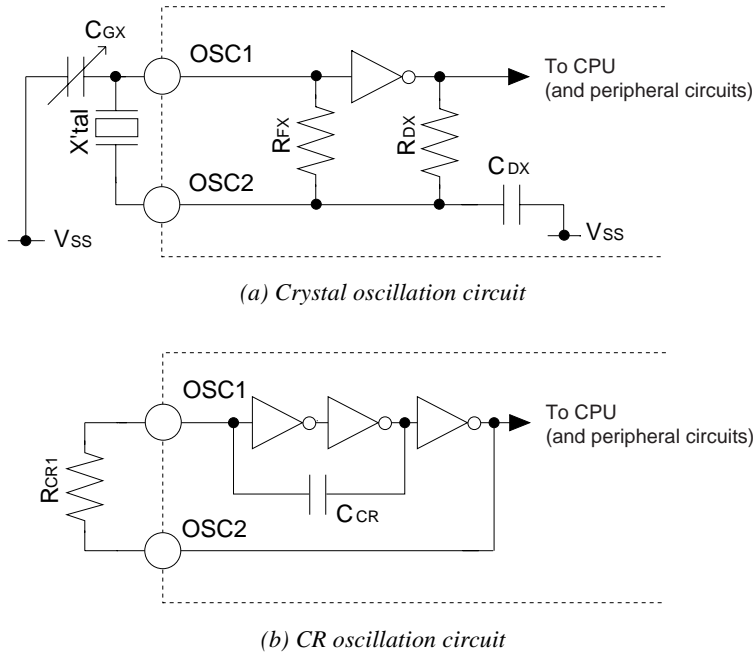 CGX
OSC1
To CPU
(and peripheral circuits)
X'tal
RFX
RDX
OSC2
CDX
VSS
VSS
(a) Crystal oscillation circuit
OSC1
To CPU
(and peripheral circuits)
RCR1
CCR
OSC2
(b) CR oscillation circuit